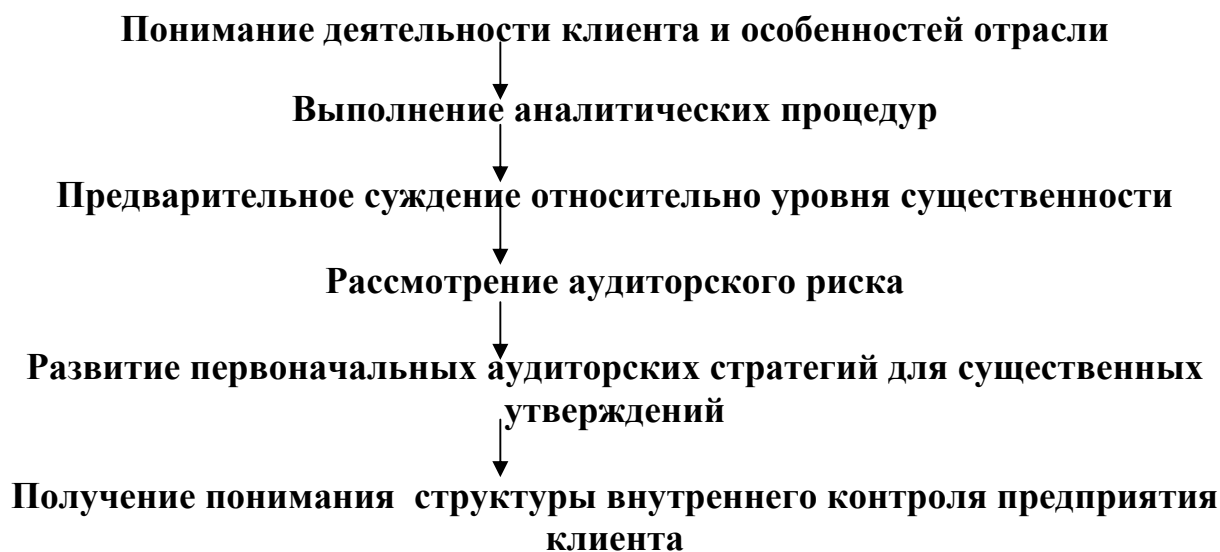 Понимание деятельности клиента и особенностей отрасли
Выполнение аналитических процедур
Предварительное суждение относительно уровня существенности
Рассмотрение аудиторского риска
Развитие первоначальных аудиторских стратегий для существенных
утверждений
Получение понимания структуры внутреннего контроля предприятия
клиента